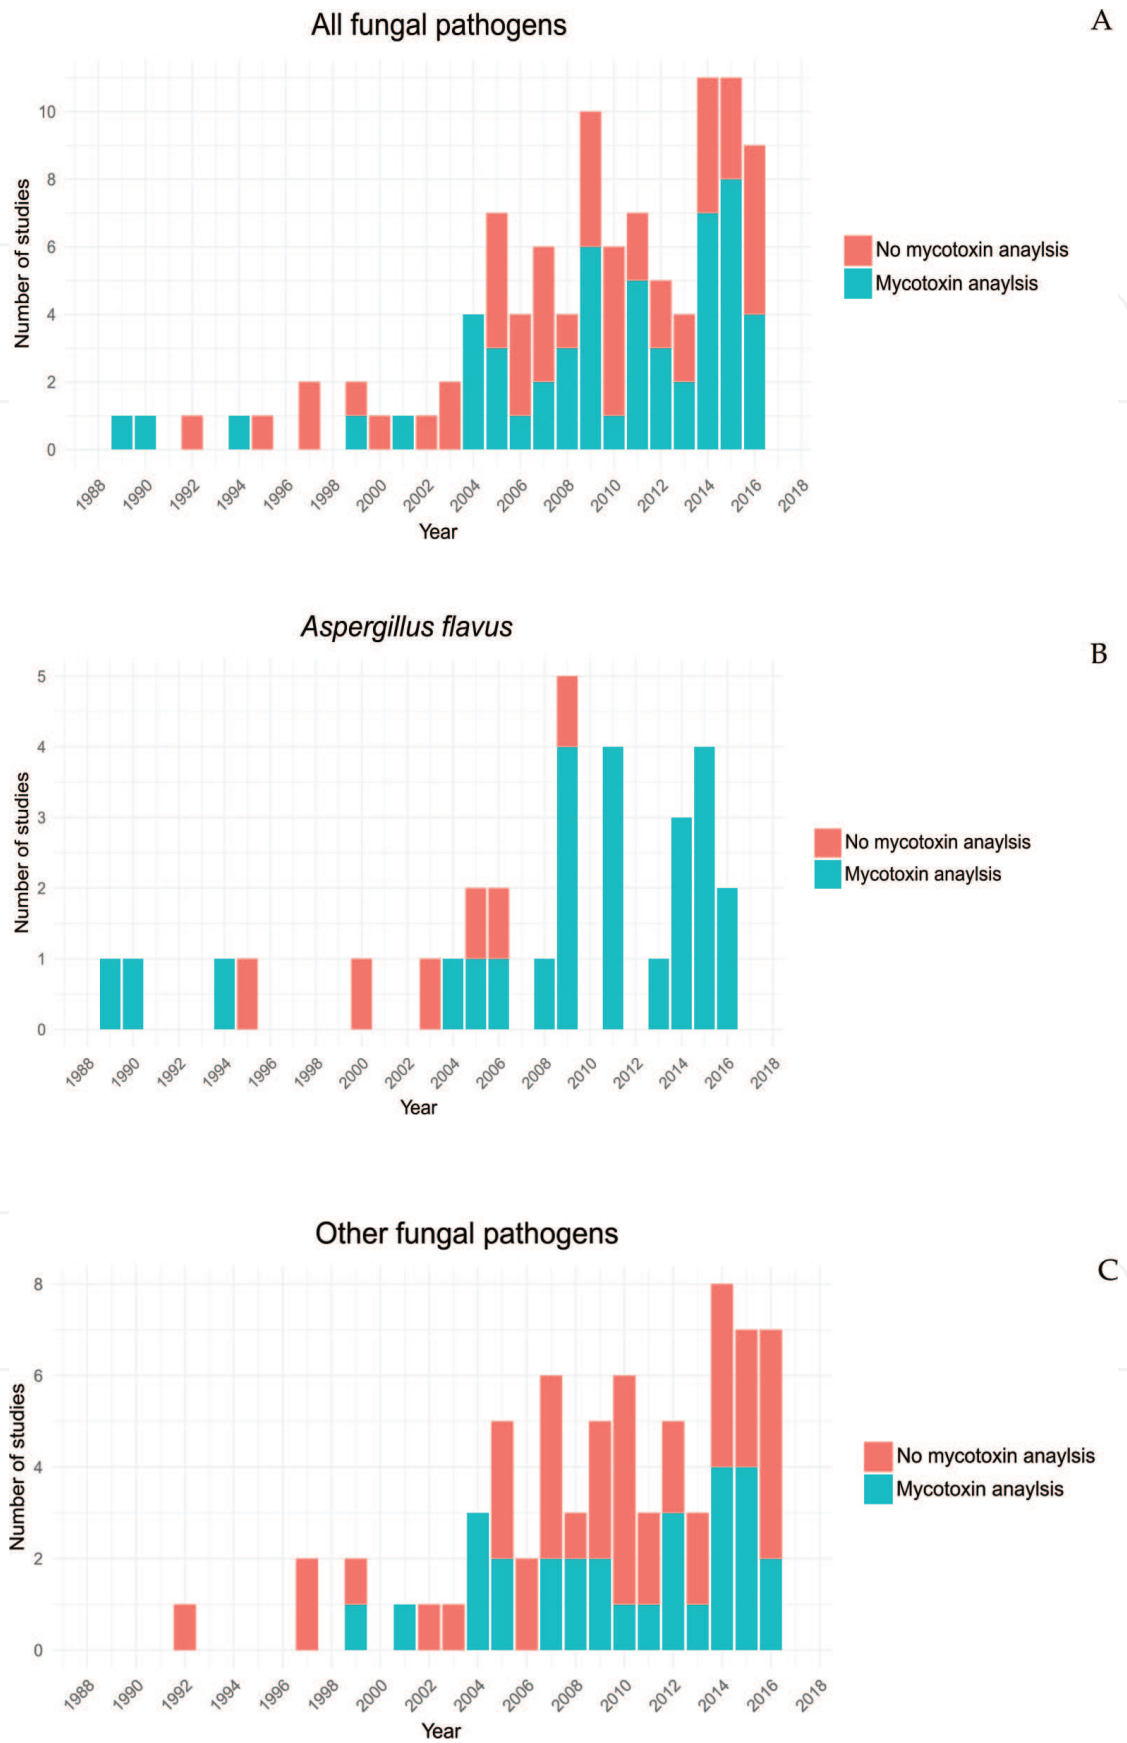 All fungal pathogens
A
10
8
6
4
2
0
Number of studies
1988 1990 1992 1994 1996 1998 2000 2002 2004 2006 2008 2010 2012 2014 2016 2018
Year
No mycotoxin anaylsis
Mycotoxin anaylsis
Aspergillus flavus
B
5
4
3
2
1
0
Number of studies
1988 1990 1992 1994 1996 1998 2000 2002 2004 2006 2008 2010 2012 2014 2016 2018
Year
No mycotoxin anaylsis
Mycotoxin anaylsis
Other fungal pathogens
C
8
6
4
2
0
Number of studies
1988 1990 1992 1994 1996 1998 2000 2002 2004 2006 2008 2010 2012 2014 2016 2018
Year
No mycotoxin anaylsis
Mycotoxin anaylsis